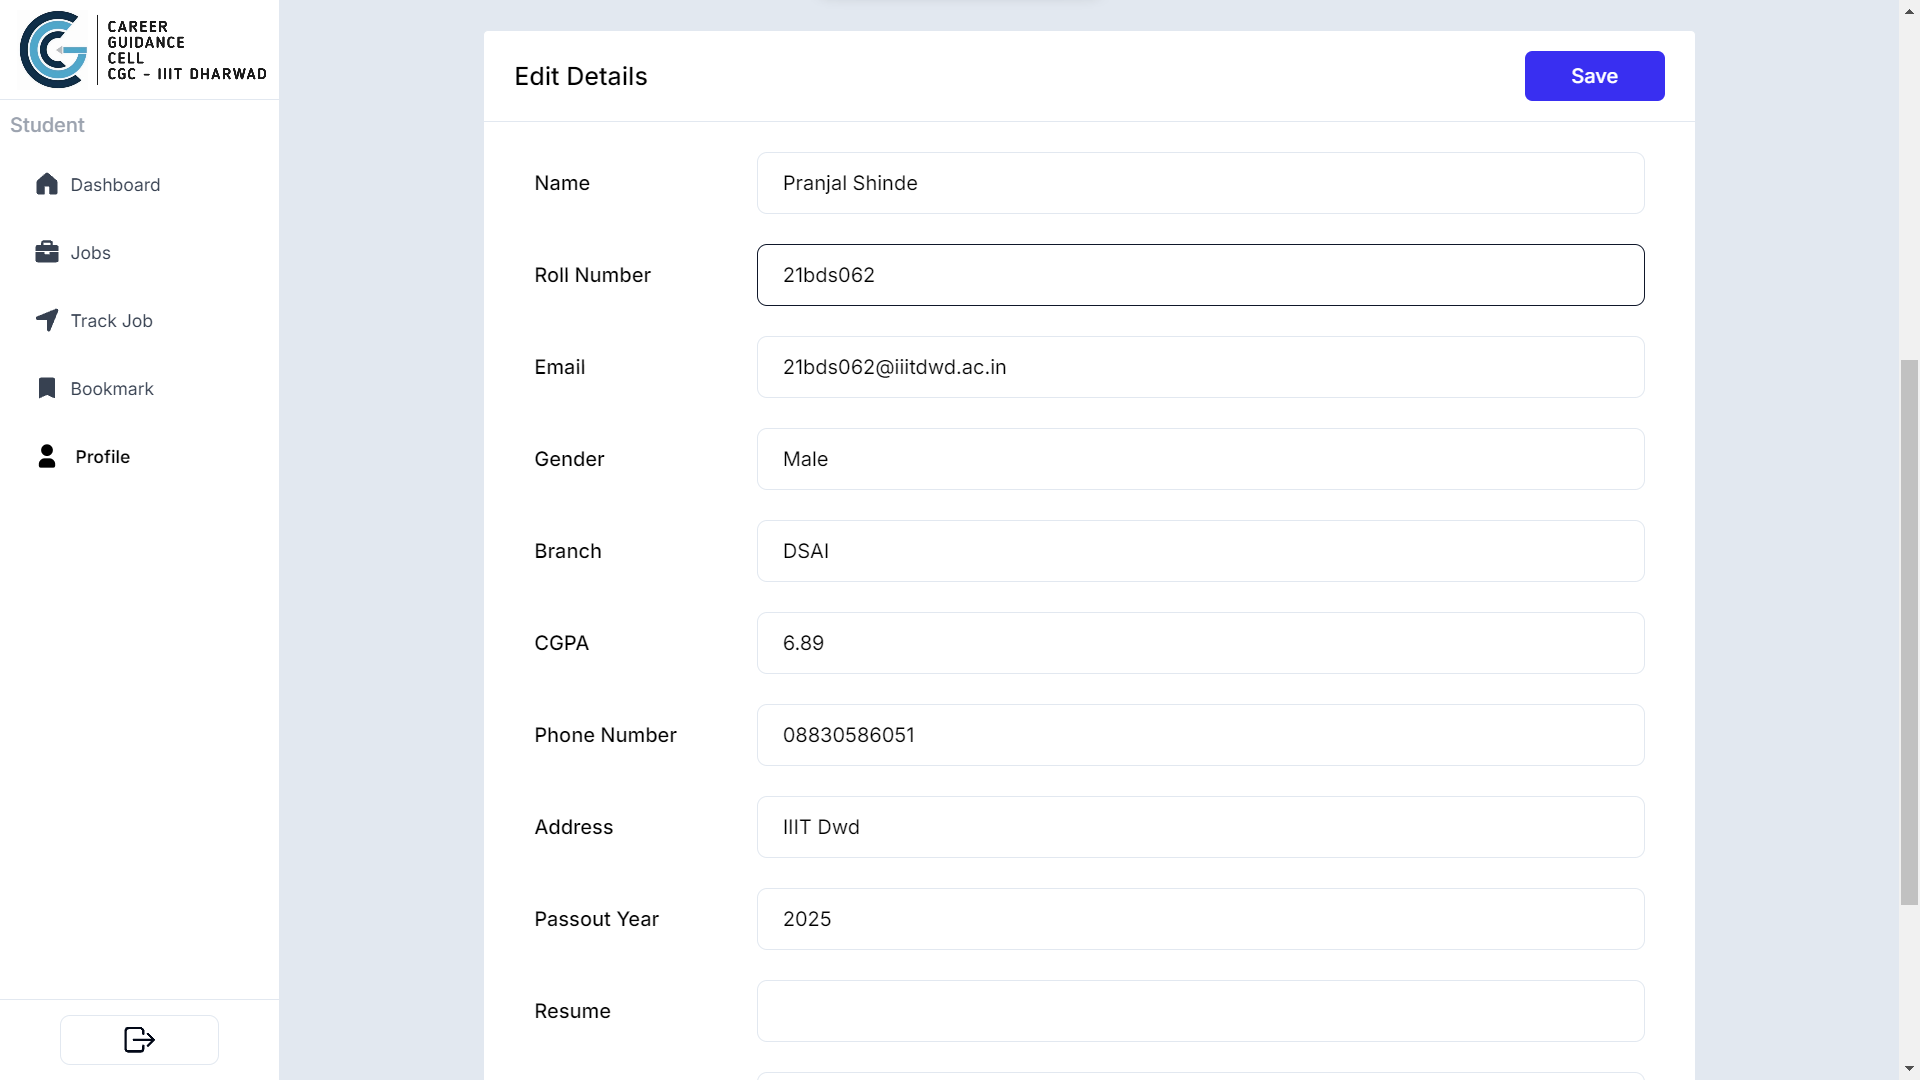 CAREER
GUIDANCE
CELL
CGC - IIIT DHARWAD
Student
Dashboard
Jobs
Track Job
Bookmark
Profile
Edit Details
Save
Name
Pranjal Shinde
Roll Number
21bds062
Email
21bds062@iiitdwd.ac.in
Gender
Male
Branch
DSAI
CGPA
6.89
Phone Number
08830586051
Address
IIIT Dwd
Passout Year
2025
Resume